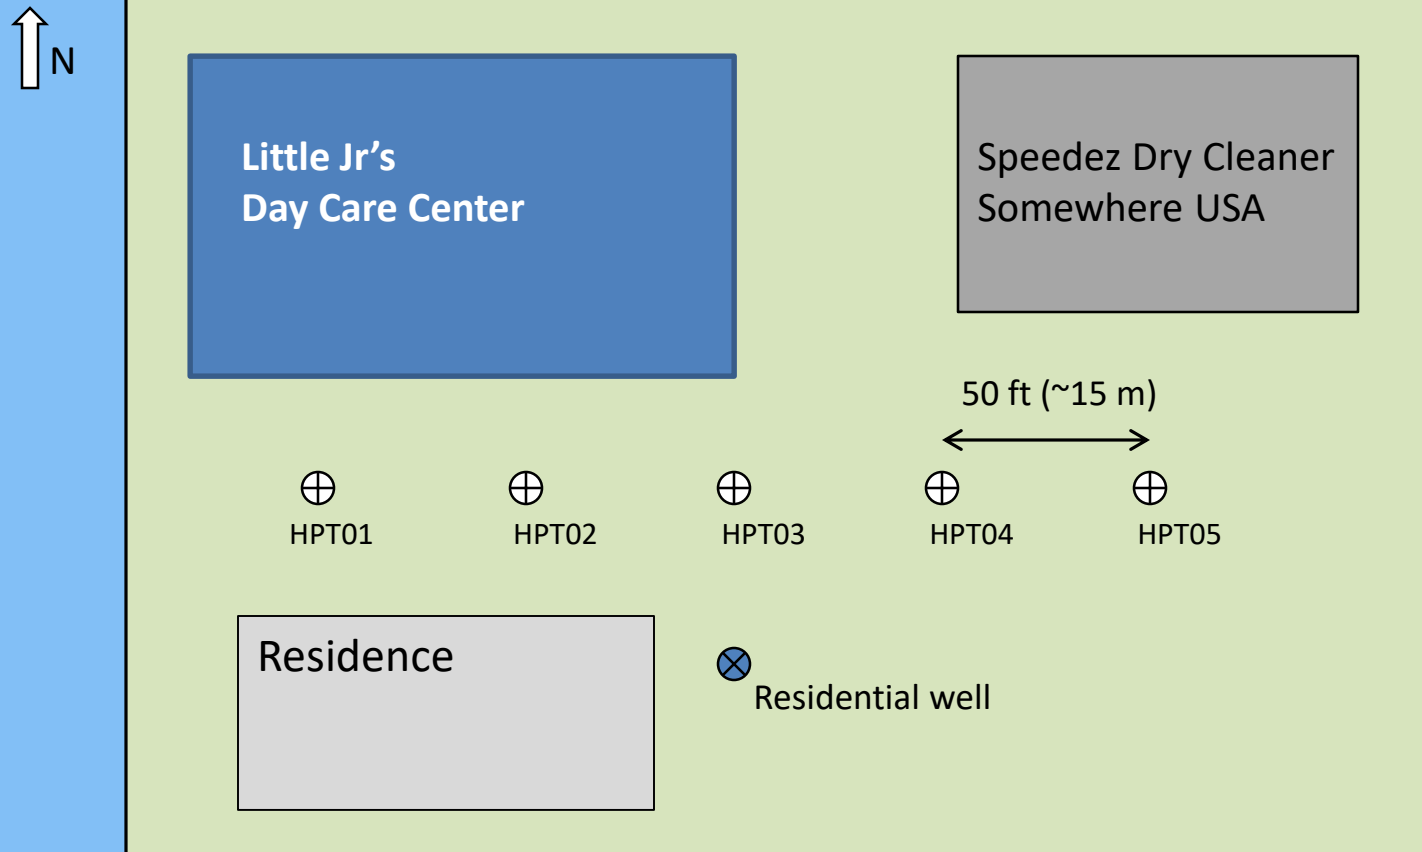 N
Little Jr’s
Day Care Center
Speedez Dry Cleaner
Somewhere USA
50 ft (~15 m)
HPT01
HPT02
HPT03
HPT04
HPT05
Residence
Residential well